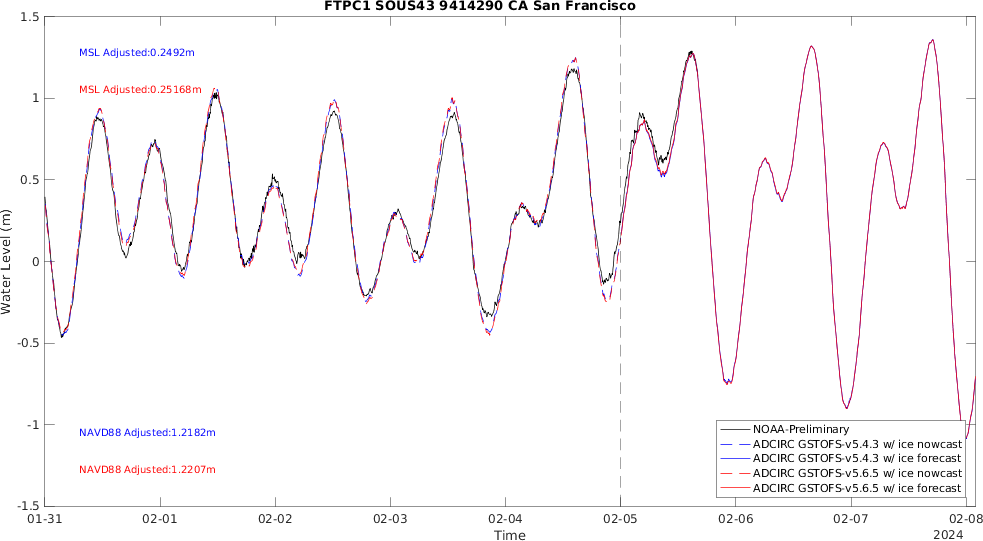 FTPC1 SOUS43 9414290 CA San Francisco
1.5
MSL Adjusted:0.2492m
MSL Adjusted:0.25168m
1
0.5
0
-0.5
-1
-1.5
Water Level (m)
NAVD88 Adjusted:1.2182m
NAVD88 Adjusted:1.2207m
NOAA-Preliminary
ADCIRC GSTOFS-v5.4.3 w/ ice nowcast
ADCIRC GSTOFS-v5.4.3 w/ ice forecast
ADCIRC GSTOFS-v5.6.5 w/ ice nowcast
ADCIRC GSTOFS-v5.6.5 w/ ice forecast
01-31 02-01 02-02 02-03 02-04 02-05 02-06 02-07 02-08
Time
2024